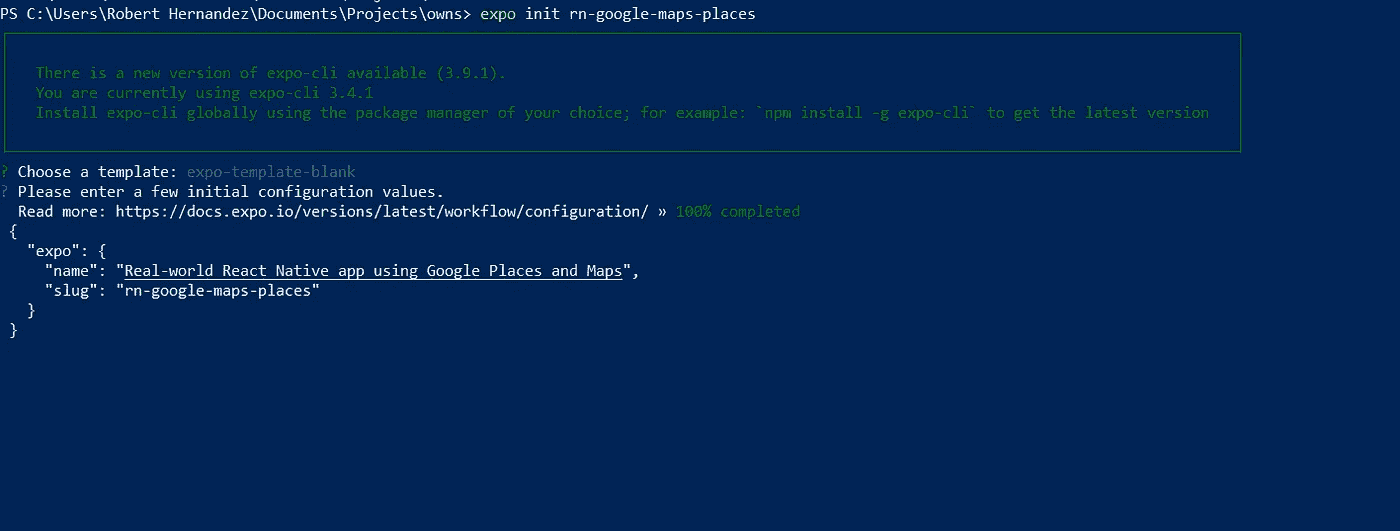 PS C:\Users\Robert Hernandez\Documents\Projects\owns> expo init rn-google-maps-places
There is a new version of expo-cli available (3.9.1).
You are currently using expo-cli 3.4.1
Install expo-cli globally using the package manager of your choice; for example: `npm install -g expo-cli` to get the latest version
? Choose a template: expo-template-blank
? Please enter a few initial configuration values.
Read more: https://docs.expo.io/versions/latest/workflow/configuration/ » 100% completed
{
"expo": {
"name": "Real-world React Native app using Google Places and Maps",
"slug": "rn-google-maps-places"
}
}